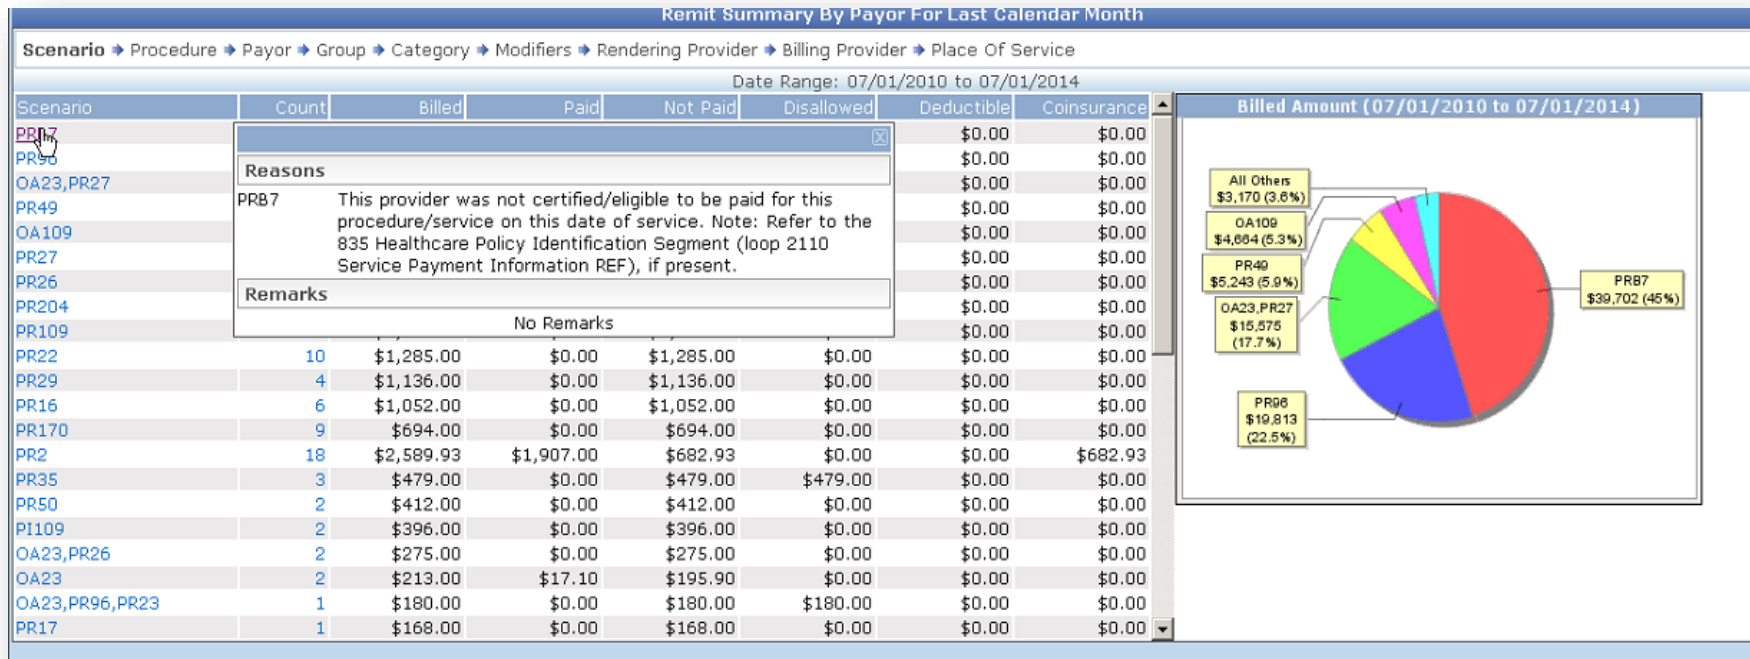 Remit Summary By Payor For Last Calendar Month
Scenario Procedure Payor Group Category Modifiers Rendering Provider Billing Provider Place Of Service
Date Range: 07/01/2010 to 07/01/2014
Scenario Count Billed Paid Not Paid Disallowed Deductible Coinsurance
$0.00 $0.00
PR96 $0.00 $0.00
OA23,PR27 $0.00 $0.00
PR49 $0.00 $0.00
OA109 $0.00 $0.00
PR27 $0.00 $0.00
PR26 $0.00 $0.00
PR204 $0.00 $0.00
PR109 $0.00 $0.00
Reasons
PRB7 This provider was not certified/eligible to be paid for this
procedure/service on this date of service. Note: Refer to the
835 Healthcare Policy Identification Segment (loop 2110
Service Payment Information REF), if present.
Remarks
No Remarks
PR22 10 $1,285.00 $0.00 $1,285.00 $0.00 $0.00 $0.00
PR29 4 $1,136.00 $0.00 $1,136.00 $0.00 $0.00 $0.00
PR16 6 $1,052.00 $0.00 $1,052.00 $0.00 $0.00 $0.00
PR170 9 $694.00 $0.00 $694.00 $0.00 $0.00 $0.00
PR2 18 $2,589.93 $1,907.00 $682.93 $0.00 $0.00 $682.93
PR35 3 $479.00 $0.00 $479.00 $479.00 $0.00 $0.00
PR50 2 $412.00 $0.00 $412.00 $0.00 $0.00 $0.00
PI109 2 $396.00 $0.00 $396.00 $0.00 $0.00 $0.00
OA23,PR26 2 $275.00 $0.00 $275.00 $0.00 $0.00 $0.00
OA23 2 $213.00 $17.10 $195.90 $0.00 $0.00 $0.00
OA23,PR96,PR23 1 $180.00 $0.00 $180.00 $180.00 $0.00 $0.00
PR17 1 $168.00 $0.00 $168.00 $0.00 $0.00 $0.00
Billed Amount (07/01/2010 to 07/01/2014)
All Others
$3,170 (3.6%)
OA109
$4,664 (5.3%)
PR49
$5,243 (5.9%)
OA23,PR27
$15,575
(17.7%)
PR96
$19,813
(22.5%)
PRB7
$39,702 (45%)